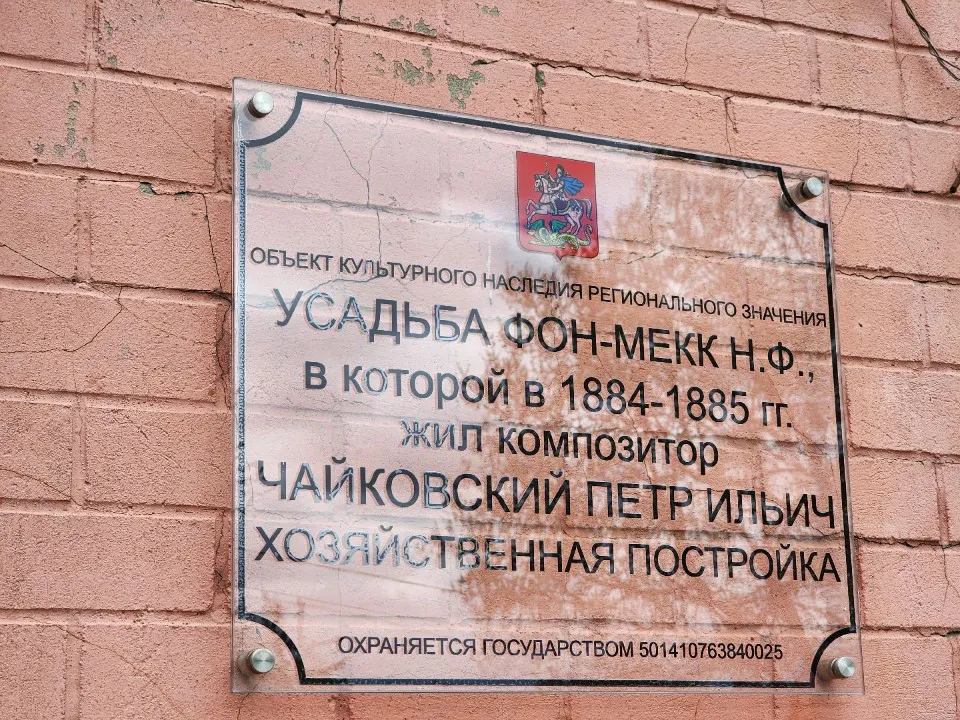 ОБЪЕКТ КУЛЬТУРНОГО НАСЛЕДИЯ РЕГИОНАЛЬНОГО ЗНАЧЕНИЯ
УСАДЬБА ФОН-МЕКК Н.Ф.,
в которой в 1884-1885 гг.
жил композитор
ЧАЙКОВСКИЙ ПЕТР ИЛЬИЧ
ХОЗЯЙСТВЕННАЯ ПОСТРОЙКА
ОХРАНЯЕТСЯ ГОСУДАРСТВОМ 501410763840025